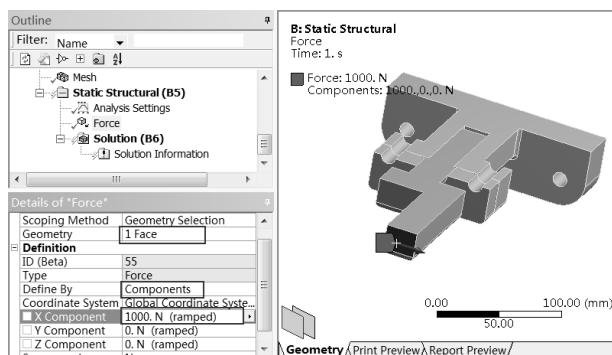 Outline
Filter: Name
Mesh
Static Structural (B5)
Analysis Settings
Force
Solution (B6)
Solution Information
Details of "Force"
Scoping Method Geometry Selection
Geometry 1 Face
Definition
ID (Beta) 55
Type Force
Define By Components
Coordinate System Global Coordinate Syste...
X Component 1000. N (ramped)
Y Component 0. N (ramped)
Z Component 0. N (ramped)
B: Static Structural
Force
Time: 1. s
Force: 1000. N
Components: 1000.,0.,0. N
0.00 100.00 (mm)
50.00
Geometry Print Preview Report Preview